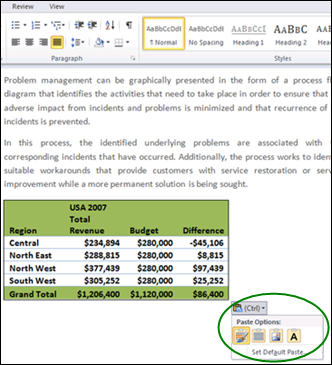 Review View
AaBbCcDdI AaBbCcDdI AaBbCcI AaBbC AaB
¶ Normal No Spacing Heading 1 Heading 2 Headi
Paragraph Styles
Problem management can be graphically presented in the form of a process fl
diagram that identifies the activities that need to take place in order to ensure that
adverse impact from incidents and problems is minimized and that recurrence of
incidents is prevented.
In this process, the identified underlying problems are associated with
corresponding incidents that have occurred. Additionally, the process works to iden
suitable workarounds that provide customers with service restoration or serv
improvement while a more permanent solution is being sought.
USA 2007
Total
Region Revenue Budget Difference
Central $234,894 $280,000 -$45,106
North East $288,815 $280,000 $8,815
North West $377,439 $280,000 $97,439
South West $305,252 $280,000 $25,252
Grand Total $1,206,400 $1,120,000 $86,400
(Ctrl)
Paste Options:
A
Set Default Paste...